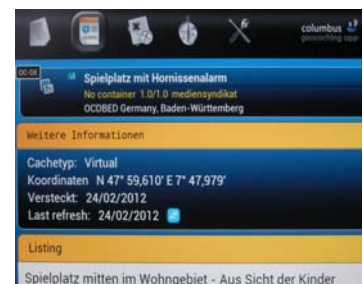 columbus
geocaching app
OC-DE
Spielplatz mit Hornissenalarm
No container 1.0/1.0 mediensyndikat
OCDBED Germany, Baden-Württemberg
Weitere Informationen
Cachetyp: Virtual
Koordinaten N 47° 59,610' E 7° 47,979'
Versteckt: 24/02/2012
Last refresh: 24/02/2012
Listing
Spielplatz mitten im Wohngebiet - Aus Sicht der Kinder